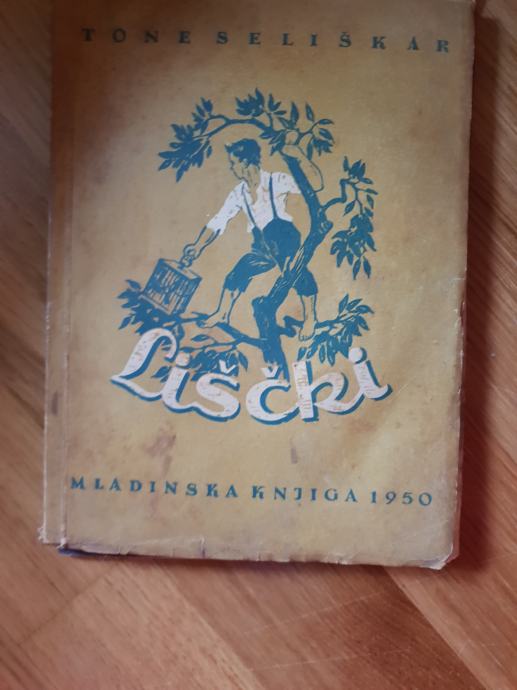 TONE SELIŠKAR
Liščki
MLADINSKA KNJIGA 1950